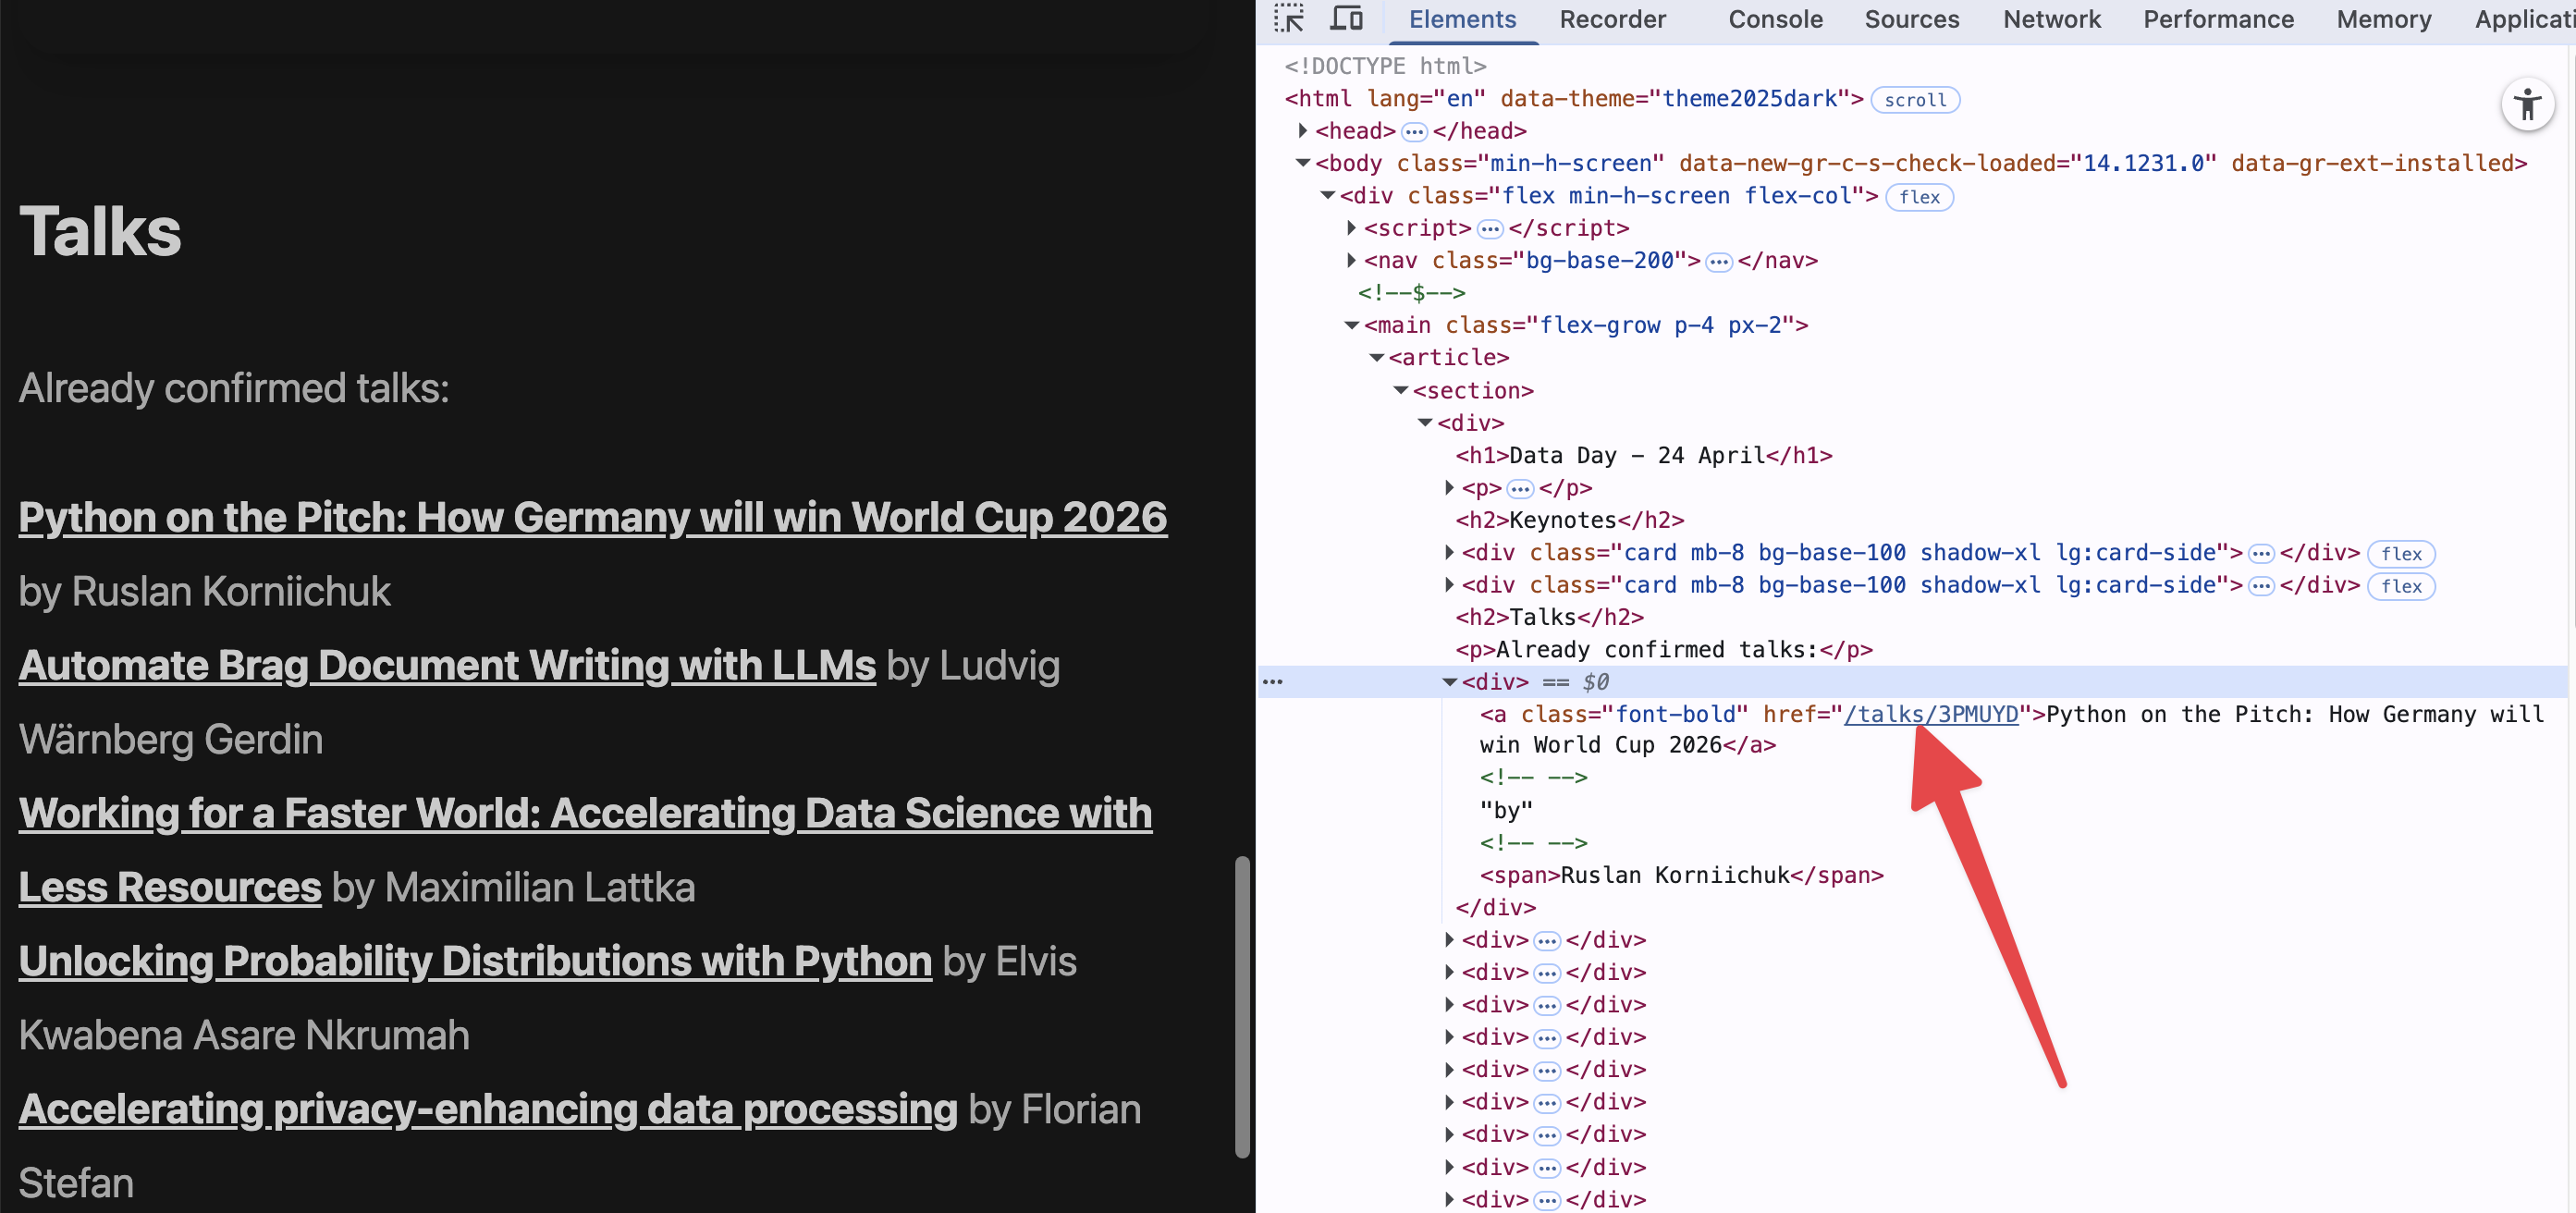 Talks
Already confirmed talks:
Python on the Pitch: How Germany will win World Cup 2026
by Ruslan Korniichuk
Automate Brag Document Writing with LLMs by Ludvig
Wärnberg Gerdin
Working for a Faster World: Accelerating Data Science with
Less Resources by Maximilian Lattka
Unlocking Probability Distributions with Python by Elvis
Kwabena Asare Nkrumah
Accelerating privacy-enhancing data processing by Florian
Stefan
Elements Recorder Console Sources Network Performance Memory Applicati
<!DOCTYPE html>
<html lang="en" data-theme="theme2025dark"> scroll
<head> ••• </head>
<body class="min-h-screen" data-new-gr-c-s-check-loaded="14.1231.0" data-gr-ext-installed>
<div class="flex min-h-screen flex-col"> flex
<script> ••• </script>
<nav class="bg-base-200"> ••• </nav>
<!--$-->
<main class="flex-grow p-4 px-2">
<article>
<section>
<div>
<h1>Data Day – 24 April</h1>
<p> ••• </p>
<h2>Keynotes</h2>
<div class="card mb-8 bg-base-100 shadow-xl lg:card-side"> ••• </div> flex
<div class="card mb-8 bg-base-100 shadow-xl lg:card-side"> ••• </div> flex
<h2>Talks</h2>
<p>Already confirmed talks:</p>
••• <div> == $0
<a class="font-bold" href="/talks/3PMUYD">Python on the Pitch: How Germany will
win World Cup 2026</a>
<!-- -->
"by"
<!-- -->
<span>Ruslan Korniichuk</span>
</div>
<div> ••• </div>
<div> ••• </div>
<div> ••• </div>
<div> ••• </div>
<div> ••• </div>
<div> ••• </div>
<div> ••• </div>
<div> ••• </div>
<div> ••• </div>